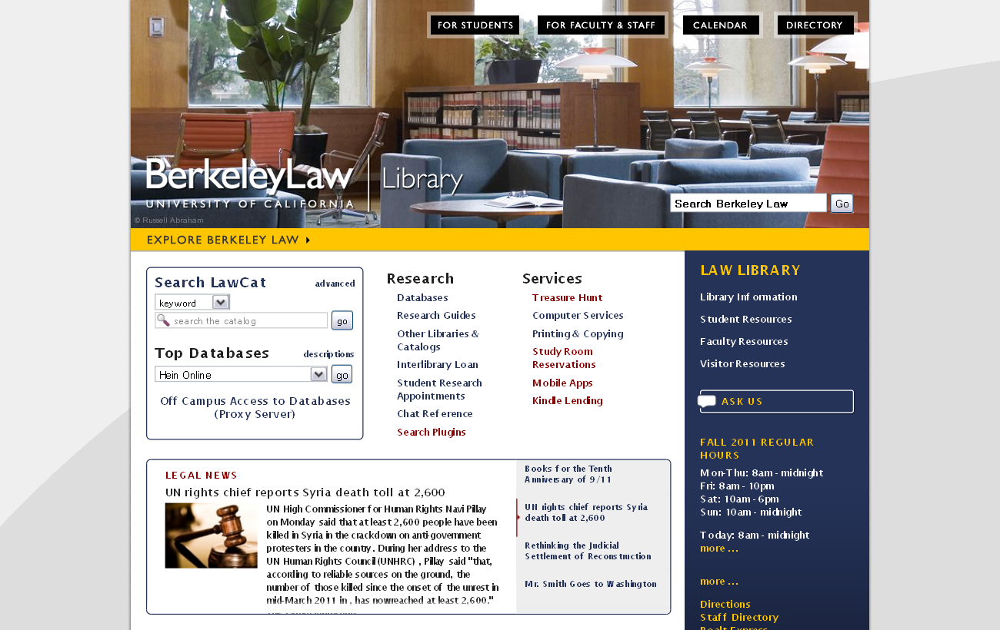 FOR STUDENTS
FOR FACULTY & STAFF
CALENDAR
DIRECTORY
BerkeleyLaw
UNIVERSITY OF CALIFORNIA
Library
Search Berkeley Law
Go
© Russell Abraham
EXPLORE BERKELEY LAW
Search LawCat
advanced
keyword
search the catalog
go
Top Databases
descriptions
Hein Online
go
Off Campus Access to Databases
(Proxy Server)
Research
Databases
Research Guides
Other Libraries &
Catalogs
Interlibrary Loan
Student Research
Appointments
Chat Reference
Search Plugins
Services
Treasure Hunt
Computer Services
Printing & Copying
Study Room
Reservations
Mobile Apps
Kindle Lending
LEGAL NEWS
UN rights chief reports Syria death toll at 2,600
UN High Commissioner for Human Rights Navi Pillay
on Monday said that at least 2,600 people have been
killed in Syria in the crackdown on anti-government
protesters in the country. During her address to the
UN Human Rights Council (UNHRC) , Pillay said "that,
according to reliable sources on the ground, the
number of those killed since the onset of the unrest in
mid-March 2011 in , has now reached at least 2,600."
Books for the Tenth
Anniversary of 9/11
UN rights chief reports Syria
death toll at 2,600
Rethinking the Judicial
Settlement of Reconstruction
Mr. Smith Goes to Washington
LAW LIBRARY
Library Information
Student Resources
Faculty Resources
Visitor Resources
ASK US
FALL 2011 REGULAR
HOURS
Mon-Thu: 8am - midnight
Fri: 8am - 10pm
Sat: 10am - 6pm
Sun: 10am - midnight
Today: 8am - midnight
more ...
more ...
Directions
Staff Directory
Boalt Express